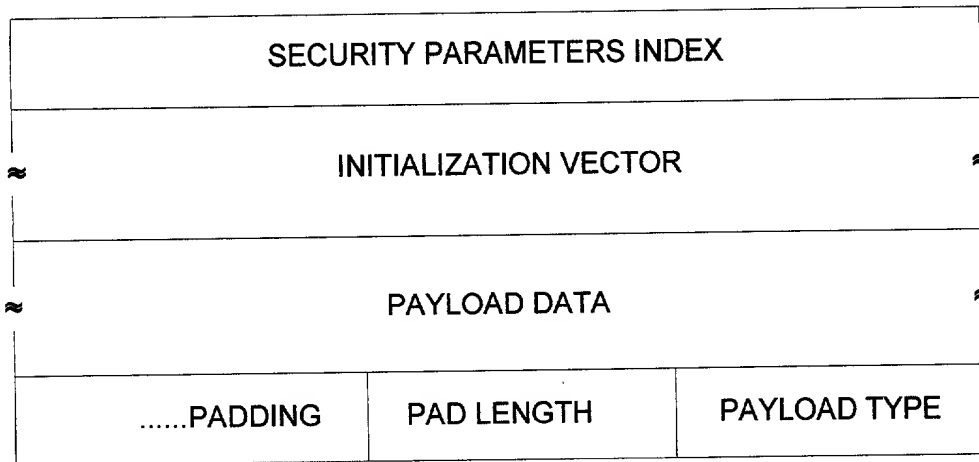 SECURITY PARAMETERS INDEX
INITIALIZATION VECTOR
PAYLOAD DATA
......PADDING PAD LENGTH PAYLOAD TYPE